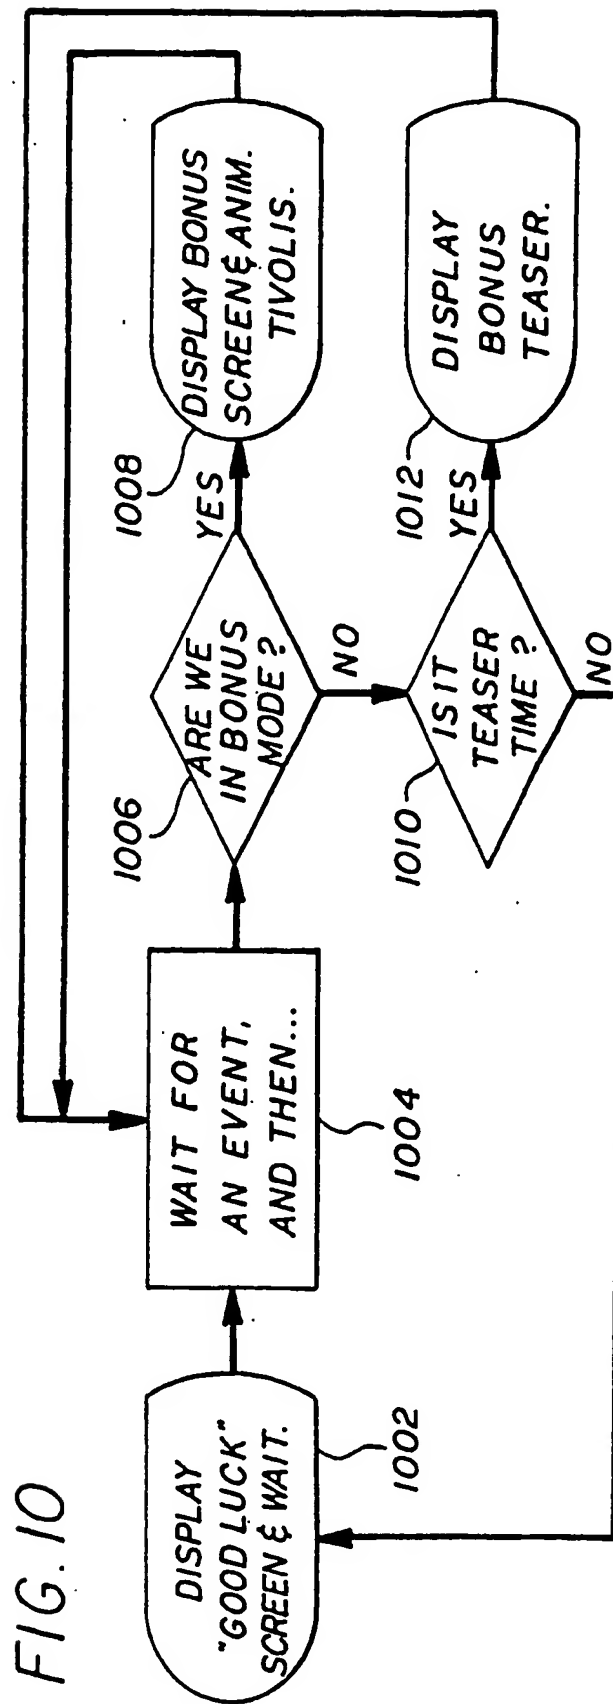 FIG. 10
DISPLAY
"GOOD LUCK"
SCREEN & WAIT.
1002
WAIT FOR
AN EVENT,
AND THEN...
1004
1006
ARE WE
IN BONUS
MODE?
YES
NO
1008
DISPLAY BONUS
SCREEN & ANIM.
TIVOLIS.
1010
IS IT
TEASER
TIME?
YES
NO
1012
DISPLAY
BONUS
TEASER.